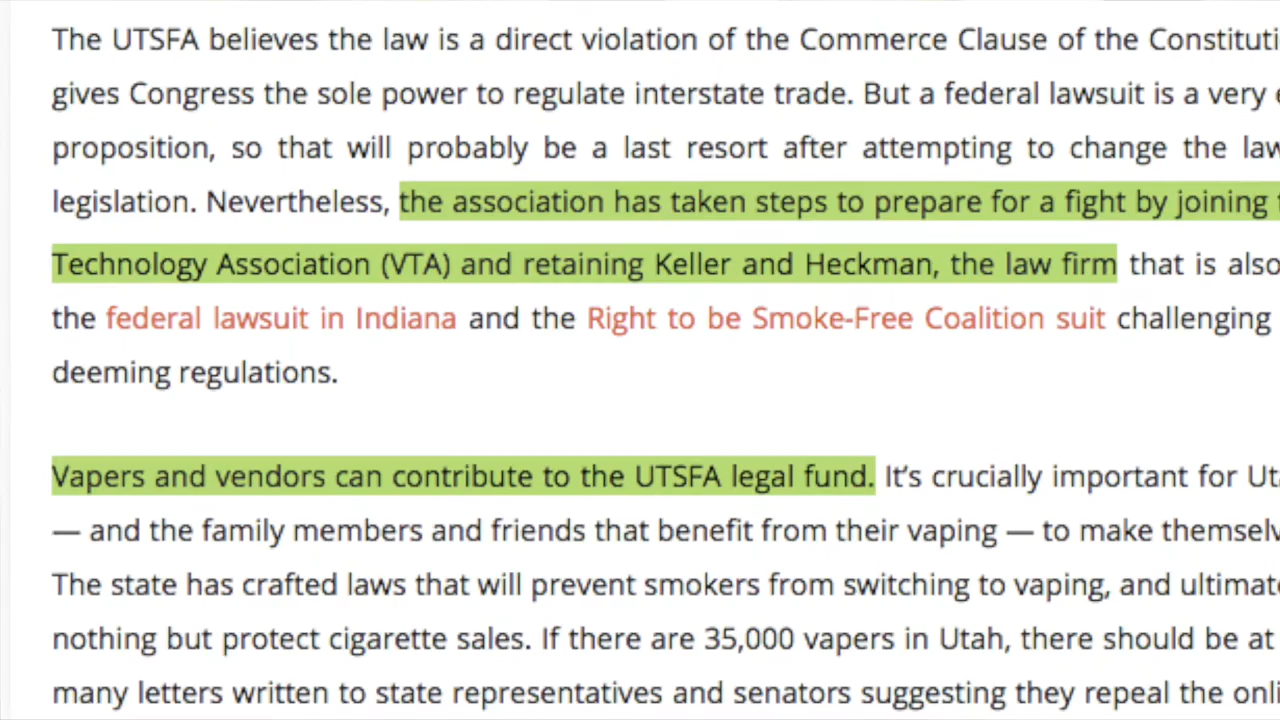 The UTSFA believes the law is a direct violation of the Commerce Clause of the
gives Congress the sole power to regulate interstate trade. But a federal lawsuit is a very
proposition, so that will probably be a last resort after attempting to change the
legislation. Nevertheless, the association has taken steps to prepare for a fight by joining
Technology Association (VTA) and retaining Keller and Heckman, the law firm that is also
the federal lawsuit in Indiana and the Right to be Smoke-Free Coalition suit challenging
deeming regulations.
Vapers and vendors can contribute to the UTSFA legal fund. It’s crucially important for
— and the family members and friends that benefit from their vaping — to make
The state has crafted laws that will prevent smokers from switching to vaping, and
nothing but protect cigarette sales. If there are 35,000 vapers in Utah, there should be at
many letters written to state representatives and senators suggesting they repeal the